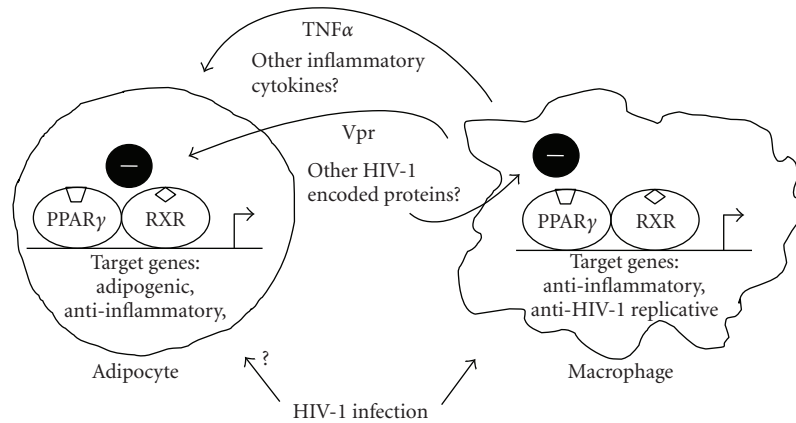 TNFα
Other inflammatory
cytokines?
Vpr
Other HIV-1
encoded proteins?
−
PPARγ
RXR
Target genes:
adipogenic,
anti-inflammatory,
Adipocyte
−
PPARγ
RXR
Target genes:
anti-inflammatory,
anti-HIV-1 replicative
Macrophage
?
HIV-1 infection